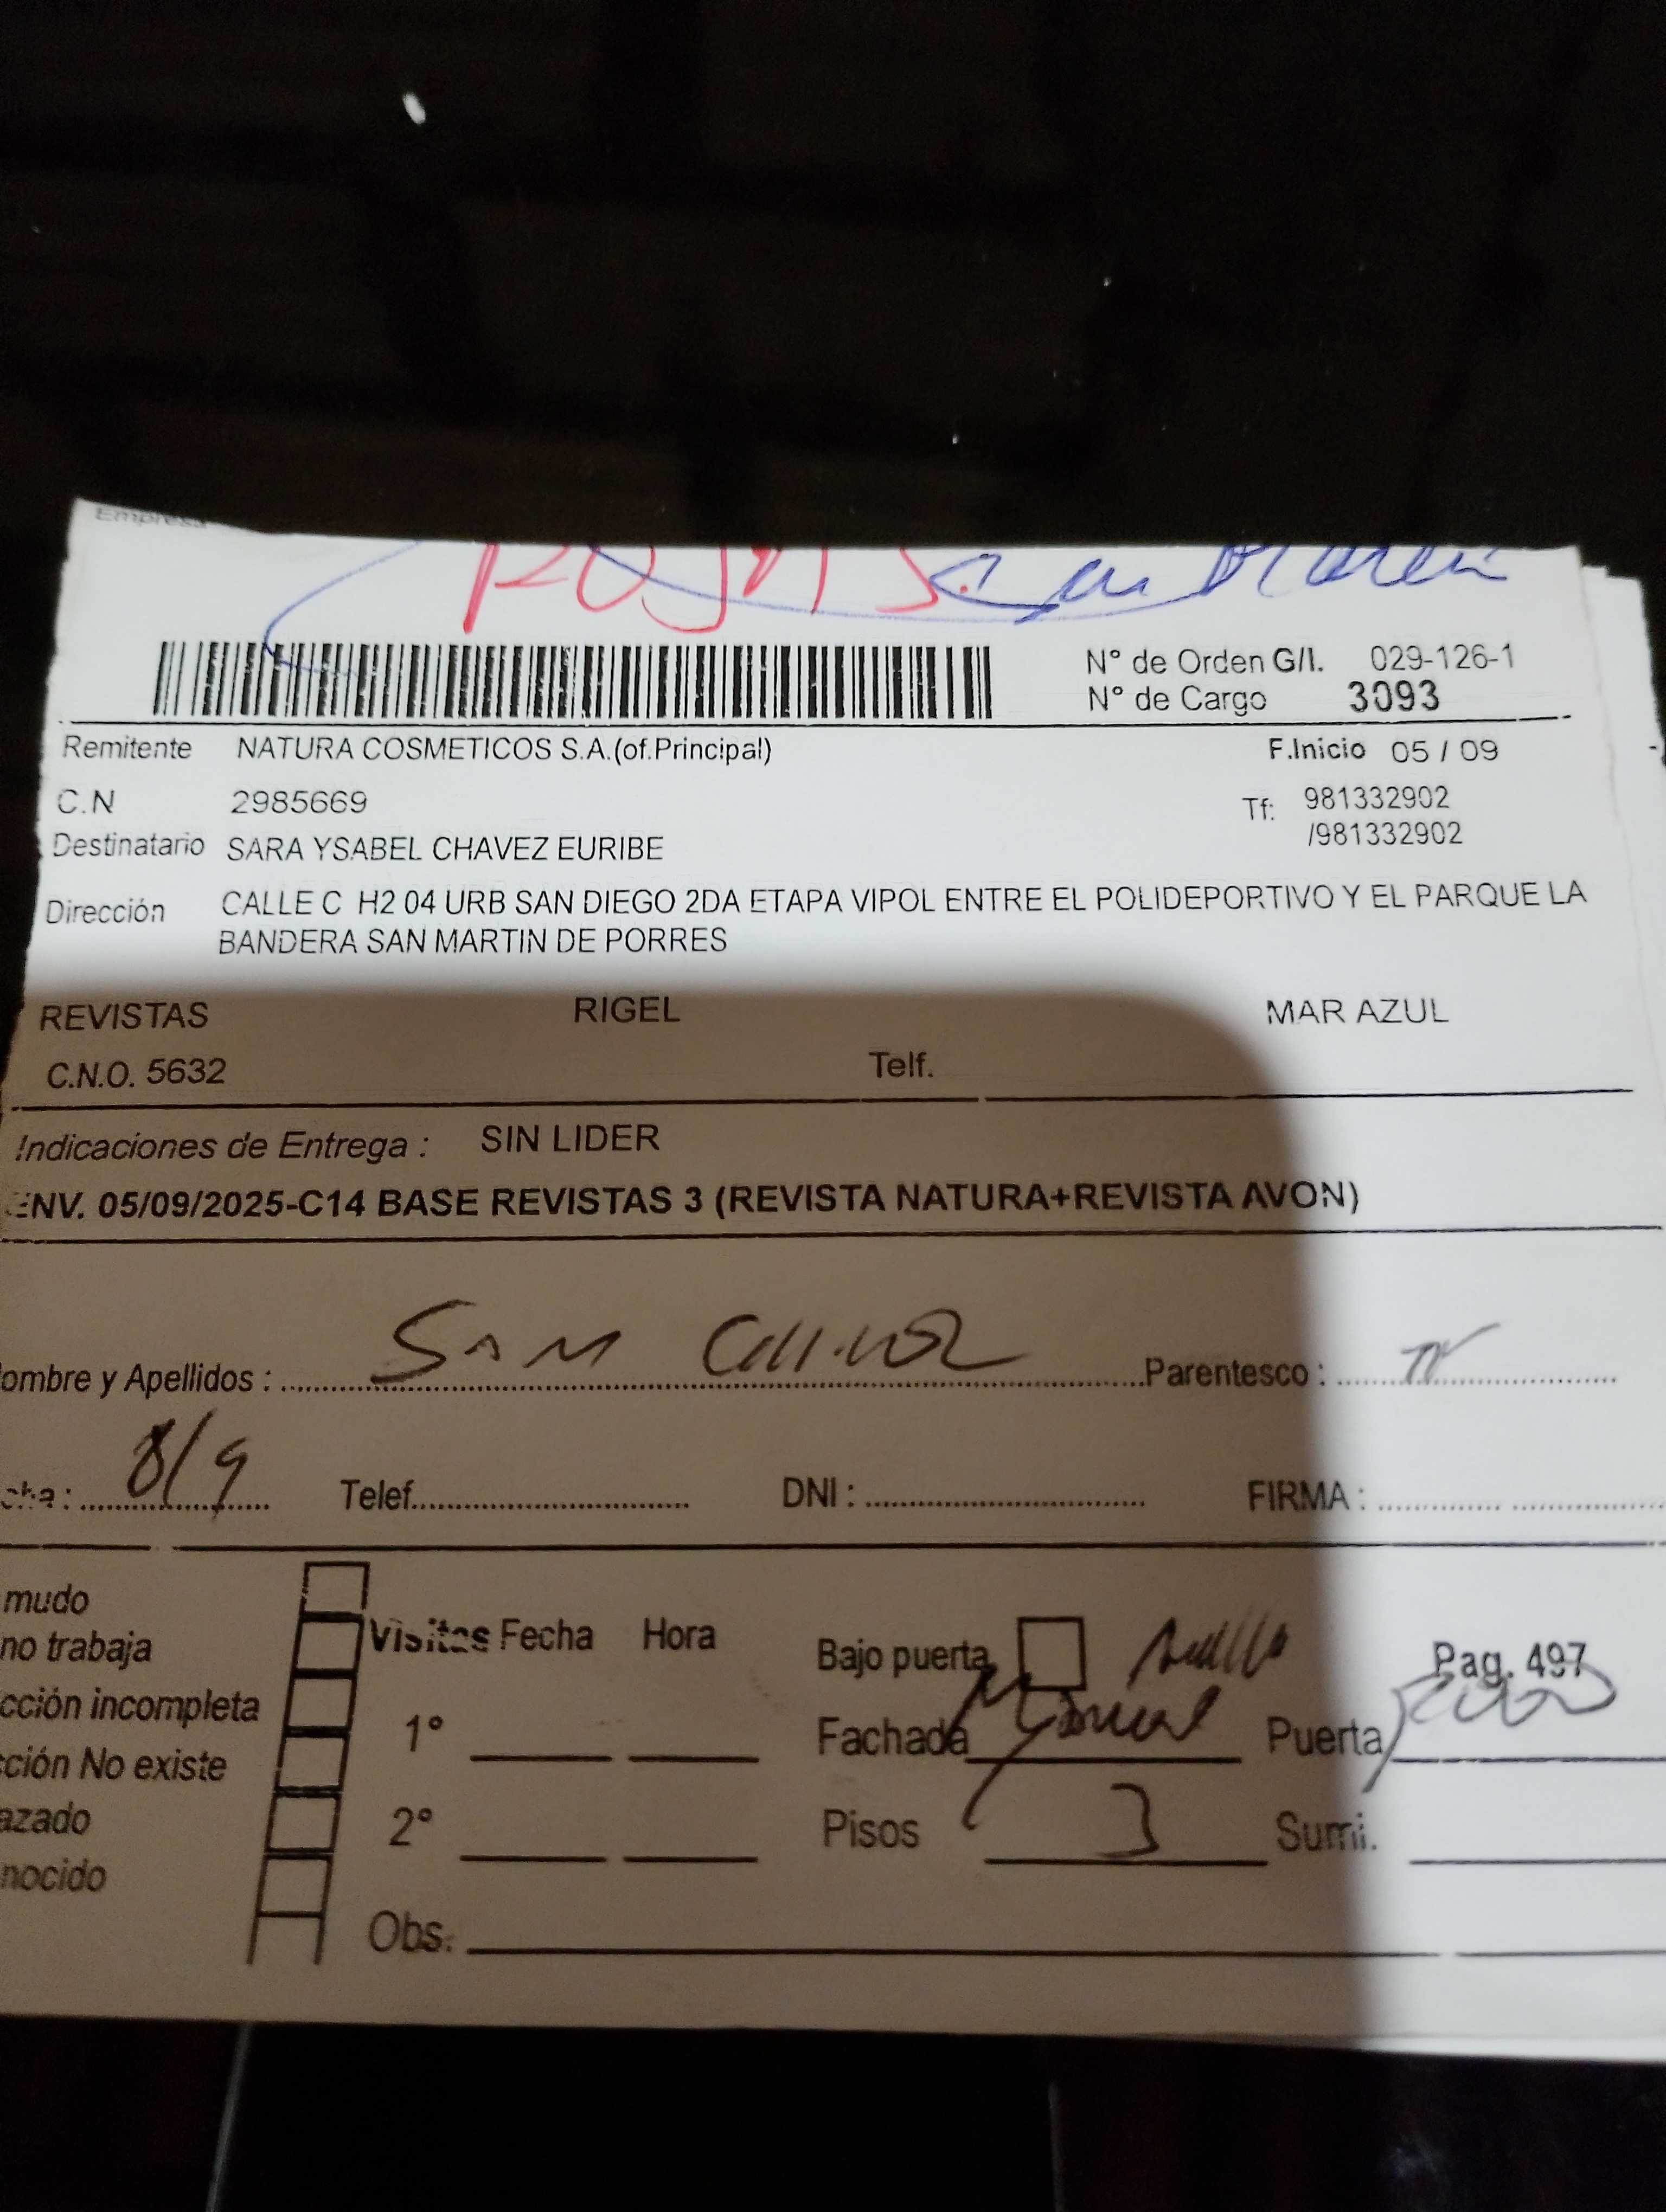 Empresa
ROJAS San Martin
N° de Orden G/I. 029-126-1
N° de Cargo 3093
Remitente NATURA COSMETICOS S.A.(of.Principal) F.Inicio 05 / 09
C.N 2985669 Tf: 981332902
/981332902
Destinatario SARA YSABEL CHAVEZ EURIBE
Dirección CALLE C H2 04 URB SAN DIEGO 2DA ETAPA VIPOL ENTRE EL POLIDEPORTIVO Y EL PARQUE LA
BANDERA SAN MARTIN DE PORRES
REVISTAS RIGEL MAR AZUL
C.N.O. 5632 Telf.
Indicaciones de Entrega : SIN LIDER
ENV. 05/09/2025-C14 BASE REVISTAS 3 (REVISTA NATURA+REVISTA AVON)
ombre y Apellidos : Parentesco :
cha : 8/9 Telef. DNI : FIRMA :
mudo
no trabaja Visitas Fecha Hora Bajo puerta Pag. 497
cción incompleta
1° Fachada Puerta
cción No existe
azado 2° Pisos 3 Sumi.
nocido
Obs.